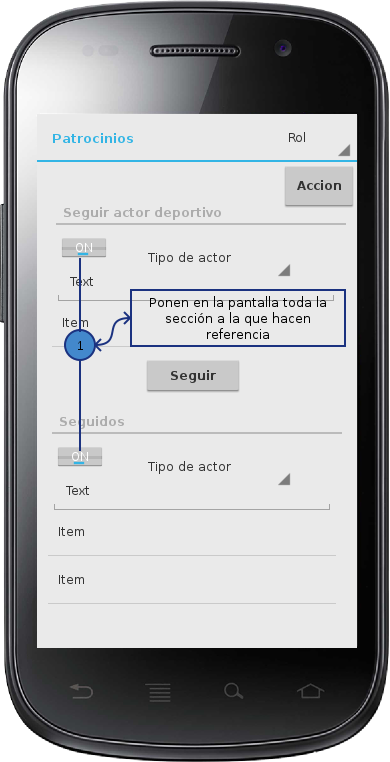 Patrocinios
Rol
Accion
Seguir actor deportivo
ON
Tipo de actor
Text
Ponen en la pantalla toda la
sección a la que hacen
referencia
Item
1
Seguir
Seguidos
ON
Tipo de actor
Text
Item
Item